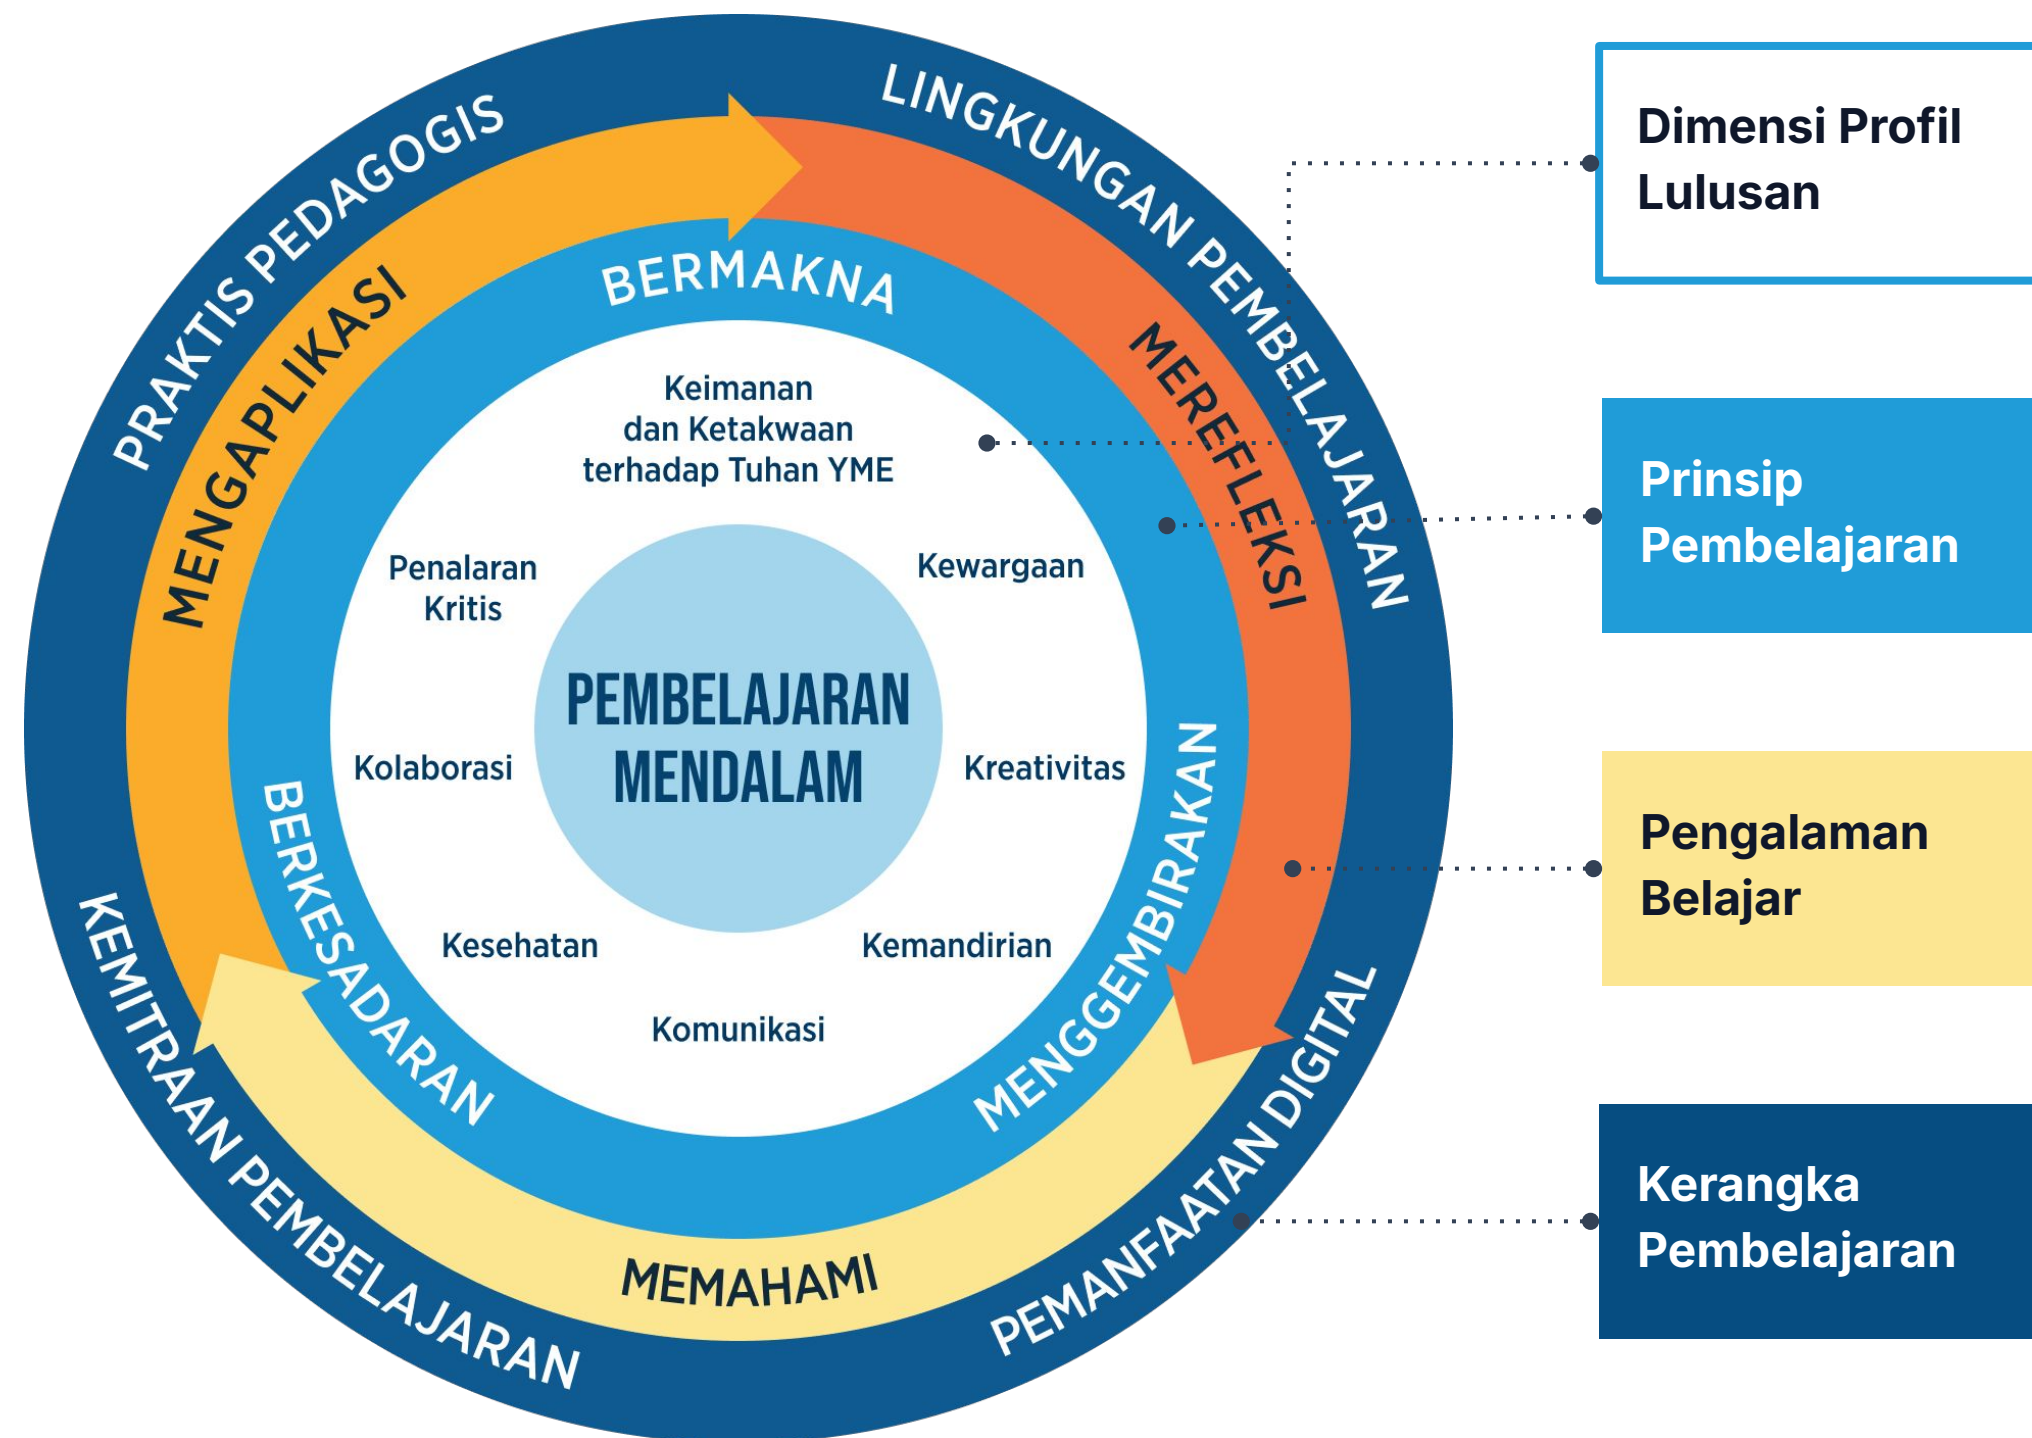 PRAKTIS PEDAGOGIS
LINGKUNGAN PEMBELAJARAN
KEMITRAAN PEMBELAJARAN
PEMANFAATAN DIGITAL
MENGAPLIKASI
MEREFLEKSI
MEMAHAMI
BERMAKNA
BERKESADARAN
MENGGEMBIRAKAN
Keimanan
dan Ketakwaan
terhadap Tuhan YME
Penalaran
Kritis
Kewargaan
Kolaborasi
Kreativitas
Kesehatan
Kemandirian
Komunikasi
PEMBELAJARAN
MENDALAM
Dimensi Profil
Lulusan
Prinsip
Pembelajaran
Pengalaman
Belajar
Kerangka
Pembelajaran